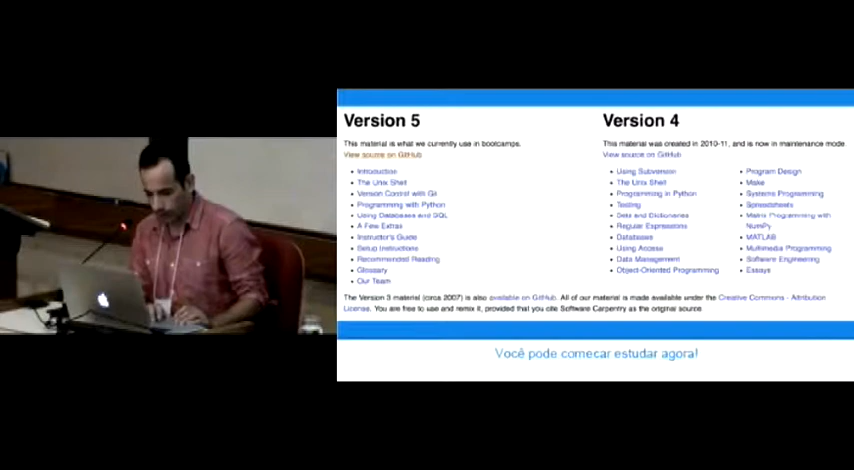 Version 5
This material is what we currently use in bootcamps.
View source on GitHub
Introduction
The Unix Shell
Version Control with Git
Programming with Python
Using Databases and SQL
A Few Extras
Instructor's Guide
Setup Instructions
Recommended Reading
Glossary
Our Team
Version 4
This material was created in 2010-11, and is now in maintenance mode
View source on GitHub
Using Subversion
The Unix Shell
Programming in Python
Testing
Sets and Dictionaries
Regular Expressions
Databases
Using Access
Data Management
Object-Oriented Programming
Program Design
Make
Systems Programming
Spreadsheets
Matrix Programming with
NumPy
MATLAB
Multimedia Programming
Software Engineering
Essays
The Version 3 material (circa 2007) is also available on GitHub. All of our material is made available under the Creative Commons - Attribution
License. You are free to use and remix it, provided that you cite Software Carpentry as the original source
Você pode comecar estudar agora!